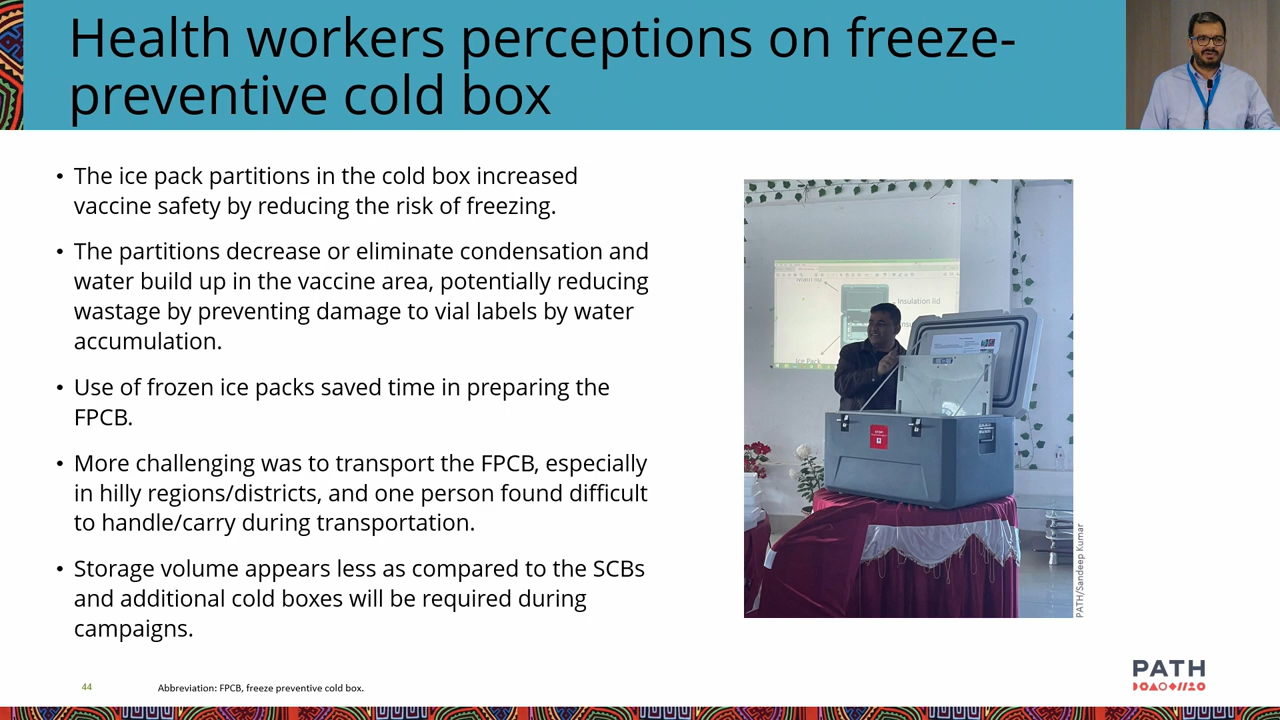 Health workers perceptions on freeze-
preventive cold box
• The ice pack partitions in the cold box increased
vaccine safety by reducing the risk of freezing.
• The partitions decrease or eliminate condensation and
water build up in the vaccine area, potentially reducing
wastage by preventing damage to vial labels by water
accumulation.
• Use of frozen ice packs saved time in preparing the
FPCB.
• More challenging was to transport the FPCB, especially
in hilly regions/districts, and one person found difficult
to handle/carry during transportation.
• Storage volume appears less as compared to the SCBs
and additional cold boxes will be required during
campaigns.
Insulation lid
Ice Pack
STOP
PATH/Sandeep Kumar
PATH
44
Abbreviation: FPCB, freeze preventive cold box.